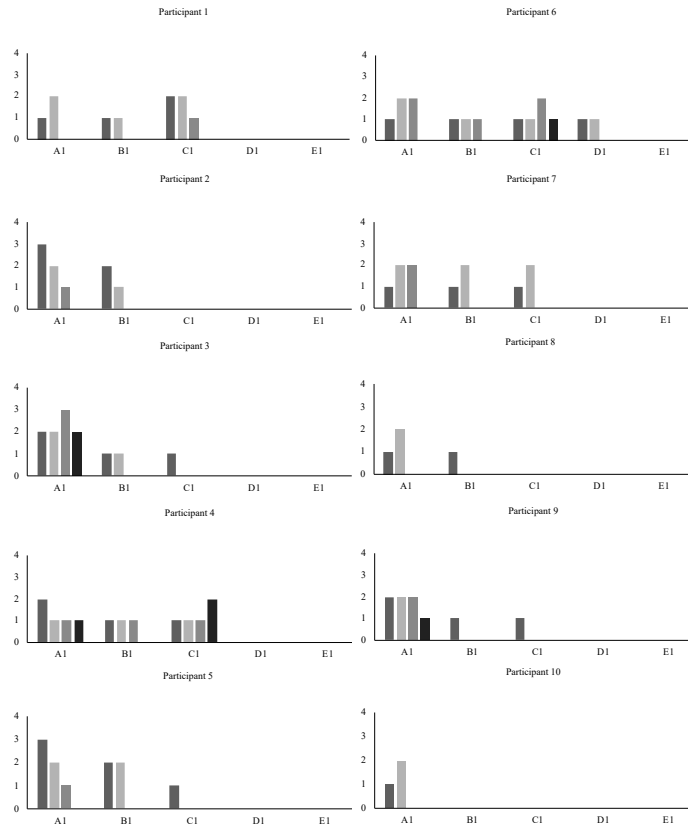 Participant 1
4
3
2
1
0
A1 B1 C1 D1 E1
Participant 2
4
3
2
1
0
A1 B1 C1 D1 E1
Participant 3
4
3
2
1
0
A1 B1 C1 D1 E1
Participant 4
4
3
2
1
0
A1 B1 C1 D1 E1
Participant 5
4
3
2
1
0
A1 B1 C1 D1 E1
Participant 6
4
3
2
1
0
A1 B1 C1 D1 E1
Participant 7
4
3
2
1
0
A1 B1 C1 D1 E1
Participant 8
4
3
2
1
0
A1 B1 C1 D1 E1
Participant 9
4
3
2
1
0
A1 B1 C1 D1 E1
Participant 10
4
3
2
1
0
A1 B1 C1 D1 E1